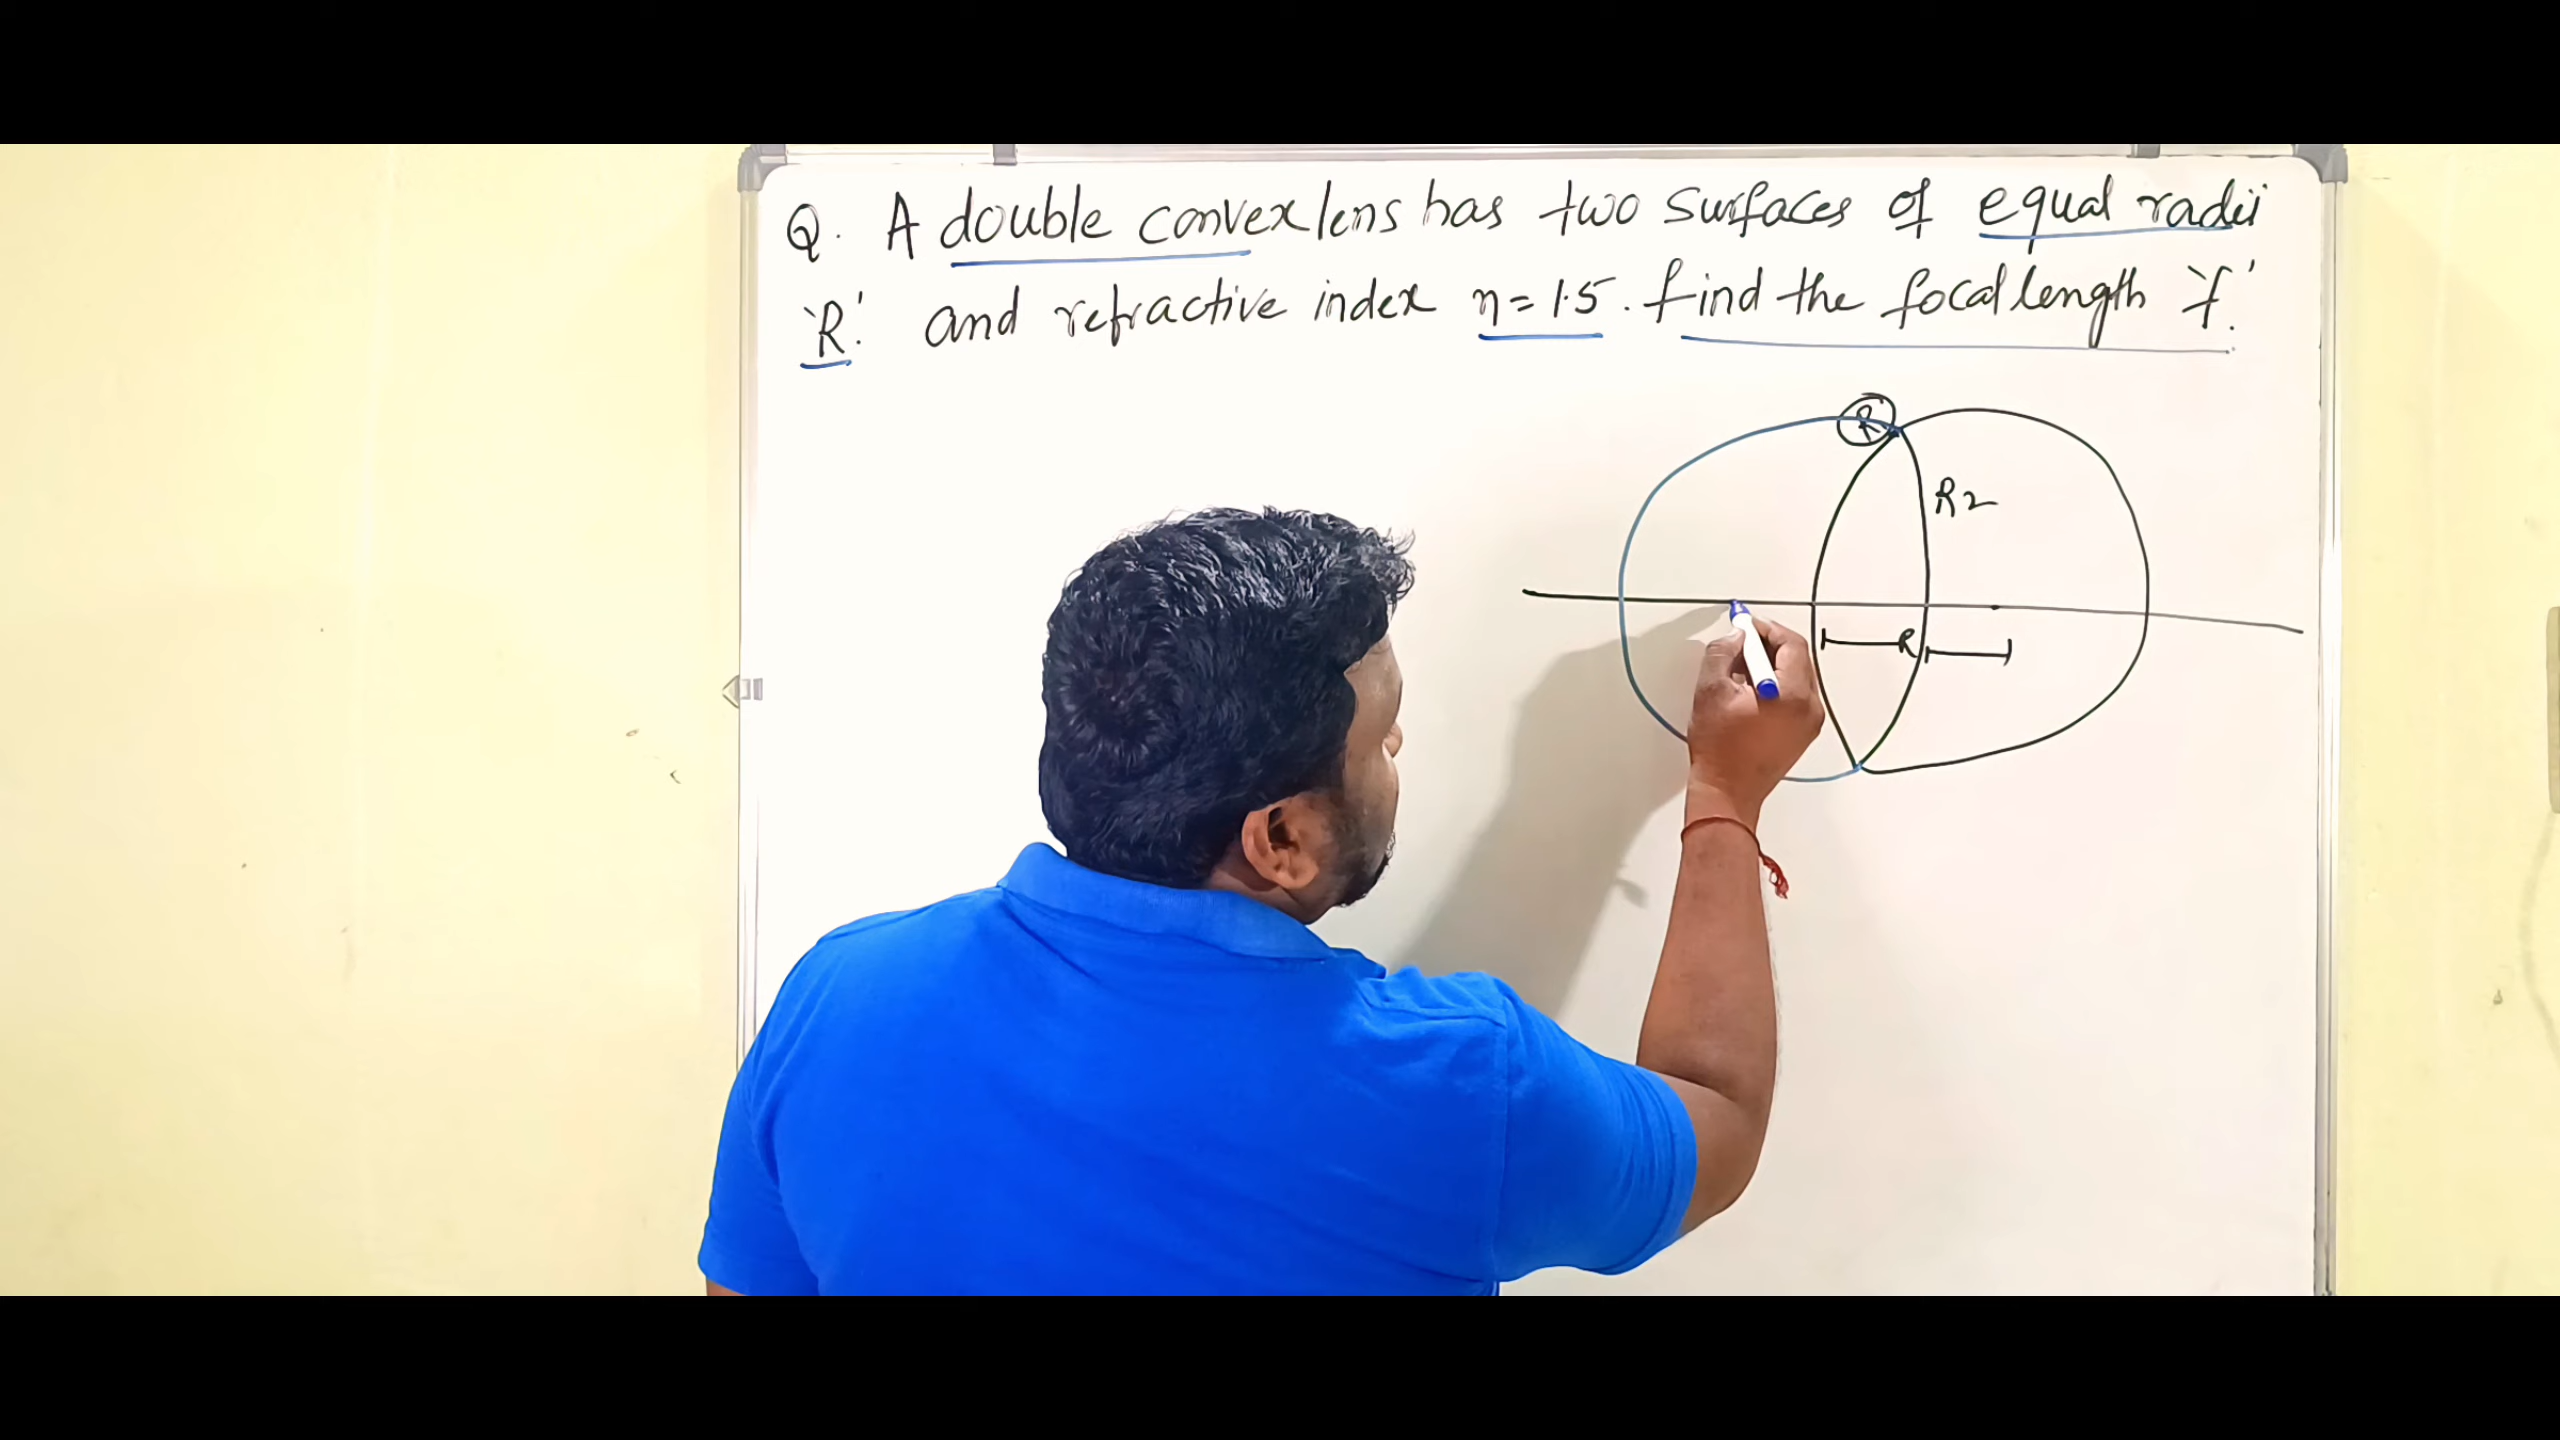 Q. A double convex lens has two surfaces of equal radii
'R'. and refractive index η = 1.5. find the focal length 'f'.
R
R2
R